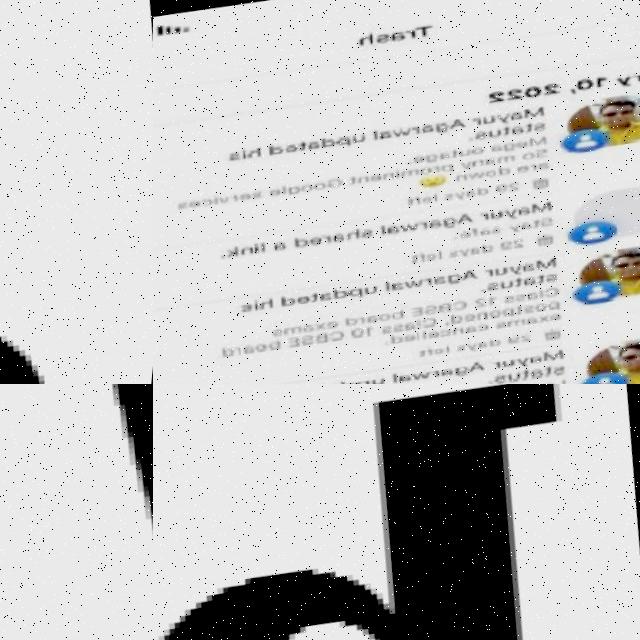 Trash
y 10, 2022
Mayur Agarwal updated his
status.
Mega outage.
So many prominent Google services
are down.
29 days left
Mayur Agarwal shared a link.
Stay safe.
29 days left
Mayur Agarwal updated his
status.
Class 12 CBSE board exams
postponed. Class 10 CBSE board
exams cancelled.
29 days left
Mayur Agarwal
status.